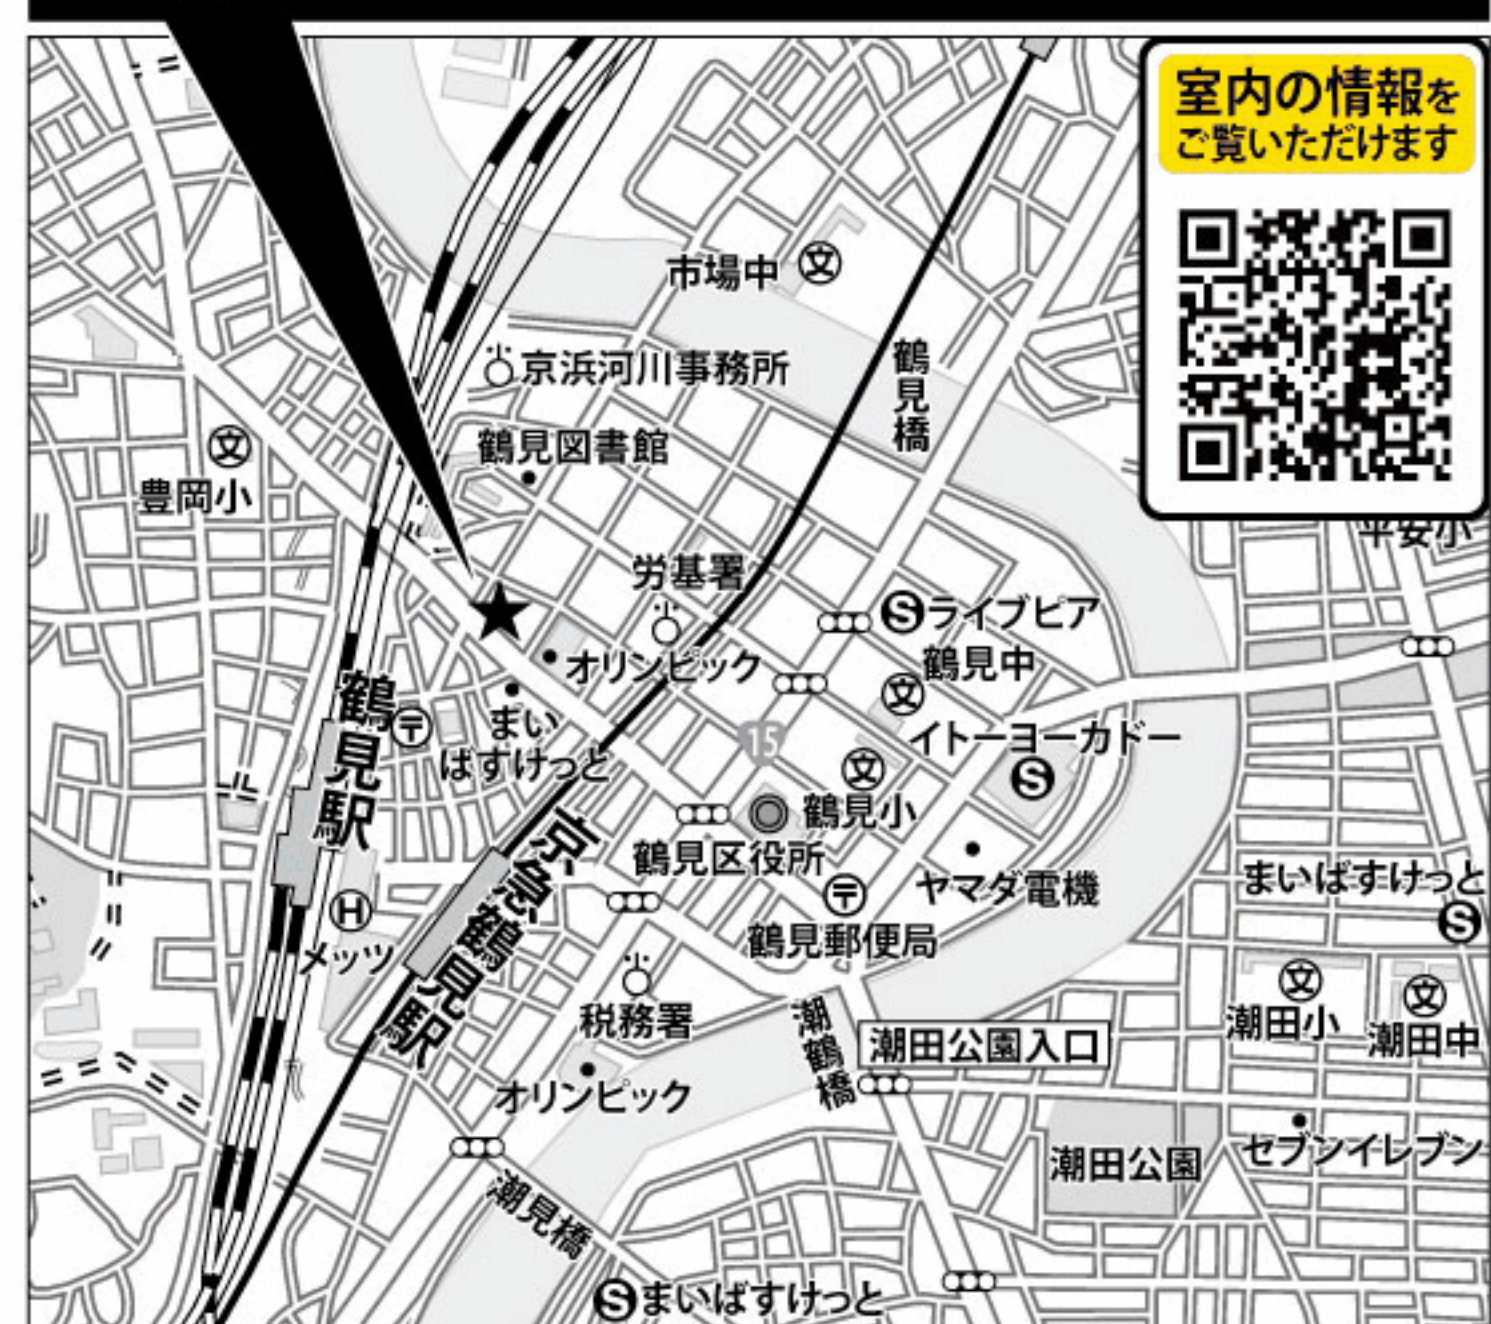 室内の情報を
ご覧いただけます
市場中
文
京浜河川事務所
鶴見橋
鶴見図書館
文
豊岡小
平安小
労基署
S ライブピア
オリンピック
鶴見中
文
鶴見駅
〒
まい
ばすけっと
15
イトーヨーカドー
S
文
鶴見小
鶴見区役所
京急鶴見駅
ヤマダ電機
まいばすけっと
S
〒
鶴見郵便局
H
メッツ
税務署
文
潮田小
文
潮田中
潮鶴橋
潮田公園入口
オリンピック
潮田公園
セブンイレブン
潮見橋
S まいばすけっと